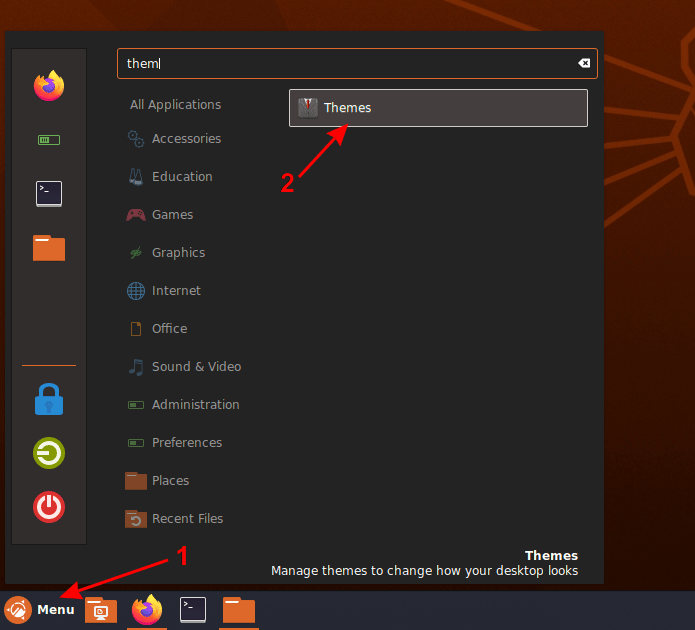 them
All Applications
Accessories
Education
Games
Graphics
Internet
Office
Sound & Video
Administration
Preferences
Places
Recent Files
Themes
2
Themes
Manage themes to change how your desktop looks
1
Menu